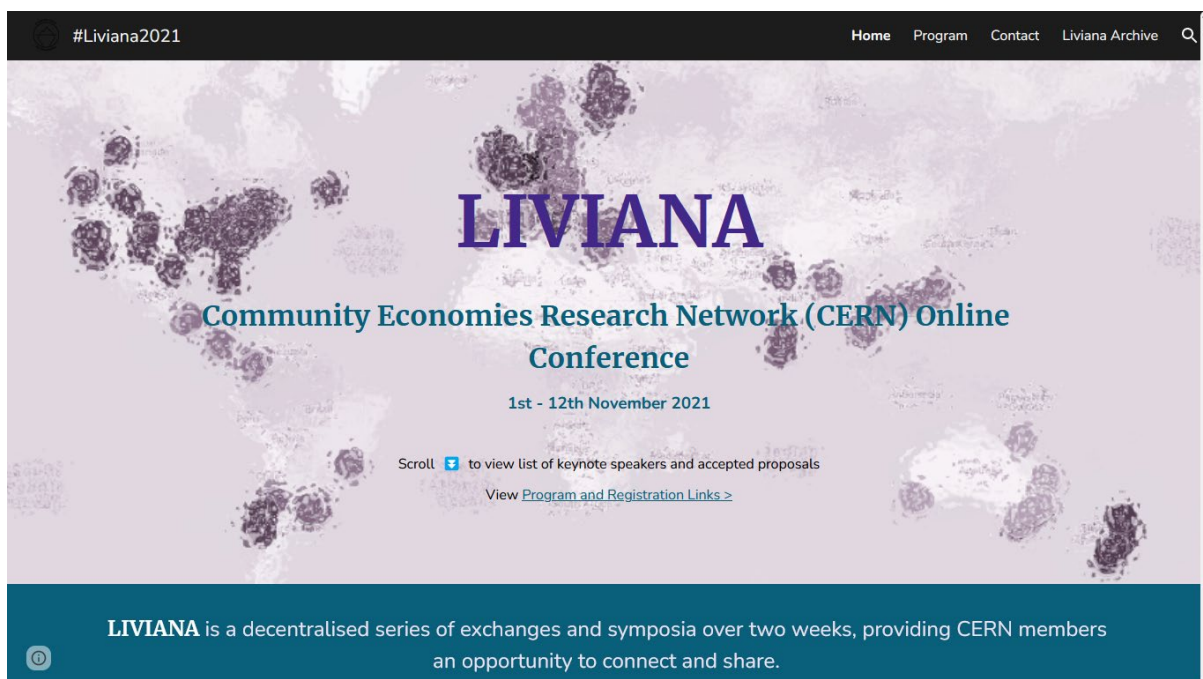 #Liviana2021
Home Program Contact Liviana Archive
LIVIANA
Community Economies Research Network (CERN) Online
Conference
1st - 12th November 2021
Scroll ⏬ to view list of keynote speakers and accepted proposals
View Program and Registration Links >
LIVIANA is a decentralised series of exchanges and symposia over two weeks, providing CERN members
an opportunity to connect and share.